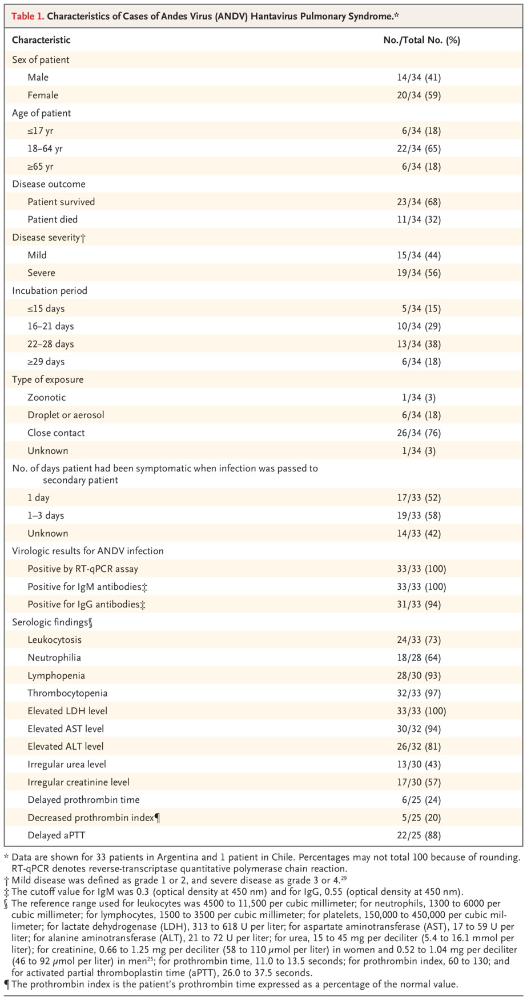 Table 1. Characteristics of Cases of Andes Virus (ANDV) Hantavirus Pulmonary Syndrome.*
Characteristic No./Total No. (%)
Sex of patient
Male 14/34 (41)
Female 20/34 (59)
Age of patient
≤17 yr 6/34 (18)
18–64 yr 22/34 (65)
≥65 yr 6/34 (18)
Disease outcome
Patient survived 23/34 (68)
Patient died 11/34 (32)
Disease severity†
Mild 15/34 (44)
Severe 19/34 (56)
Incubation period
≤15 days 5/34 (15)
16–21 days 10/34 (29)
22–28 days 13/34 (38)
≥29 days 6/34 (18)
Type of exposure
Zoonotic 1/34 (3)
Droplet or aerosol 6/34 (18)
Close contact 26/34 (76)
Unknown 1/34 (3)
No. of days patient had been symptomatic when infection was passed to
secondary patient
1 day 17/33 (52)
1–3 days 19/33 (58)
Unknown 14/33 (42)
Virologic results for ANDV infection
Positive by RT-qPCR assay 33/33 (100)
Positive for IgM antibodies‡ 33/33 (100)
Positive for IgG antibodies‡ 31/33 (94)
Serologic findings§
Leukocytosis 24/33 (73)
Neutrophilia 18/28 (64)
Lymphopenia 28/30 (93)
Thrombocytopenia 32/33 (97)
Elevated LDH level 33/33 (100)
Elevated AST level 30/32 (94)
Elevated ALT level 26/32 (81)
Irregular urea level 13/30 (43)
Irregular creatinine level 17/30 (57)
Delayed prothrombin time 6/25 (24)
Decreased prothrombin index¶ 5/25 (20)
Delayed aPTT 22/25 (88)
* Data are shown for 33 patients in Argentina and 1 patient in Chile. Percentages may not total 100 because of rounding.
RT-qPCR denotes reverse-transcriptase quantitative polymerase chain reaction.
† Mild disease was defined as grade 1 or 2, and severe disease as grade 3 or 4.29
‡ The cutoff value for IgM was 0.3 (optical density at 450 nm) and for IgG, 0.55 (optical density at 450 nm).
§ The reference range used for leukocytes was 4500 to 11,500 per cubic millimeter; for neutrophils, 1300 to 6000 per
cubic millimeter; for lymphocytes, 1500 to 3500 per cubic millimeter; for platelets, 150,000 to 450,000 per cubic mil-
limeter; for lactate dehydrogenase (LDH), 313 to 618 U per liter; for aspartate aminotransferase (AST), 17 to 59 U per
liter; for alanine aminotransferase (ALT), 21 to 72 U per liter; for urea, 15 to 45 mg per deciliter (5.4 to 16.1 mmol per
liter); for creatinine, 0.66 to 1.25 mg per deciliter (58 to 110 μmol per liter) in women and 0.52 to 1.04 mg per deciliter
(46 to 92 μmol per liter) in men25; for prothrombin time, 11.0 to 13.5 seconds; for prothrombin index, 60 to 130; and
for activated partial thromboplastin time (aPTT), 26.0 to 37.5 seconds.
¶ The prothrombin index is the patient’s prothrombin time expressed as a percentage of the normal value.